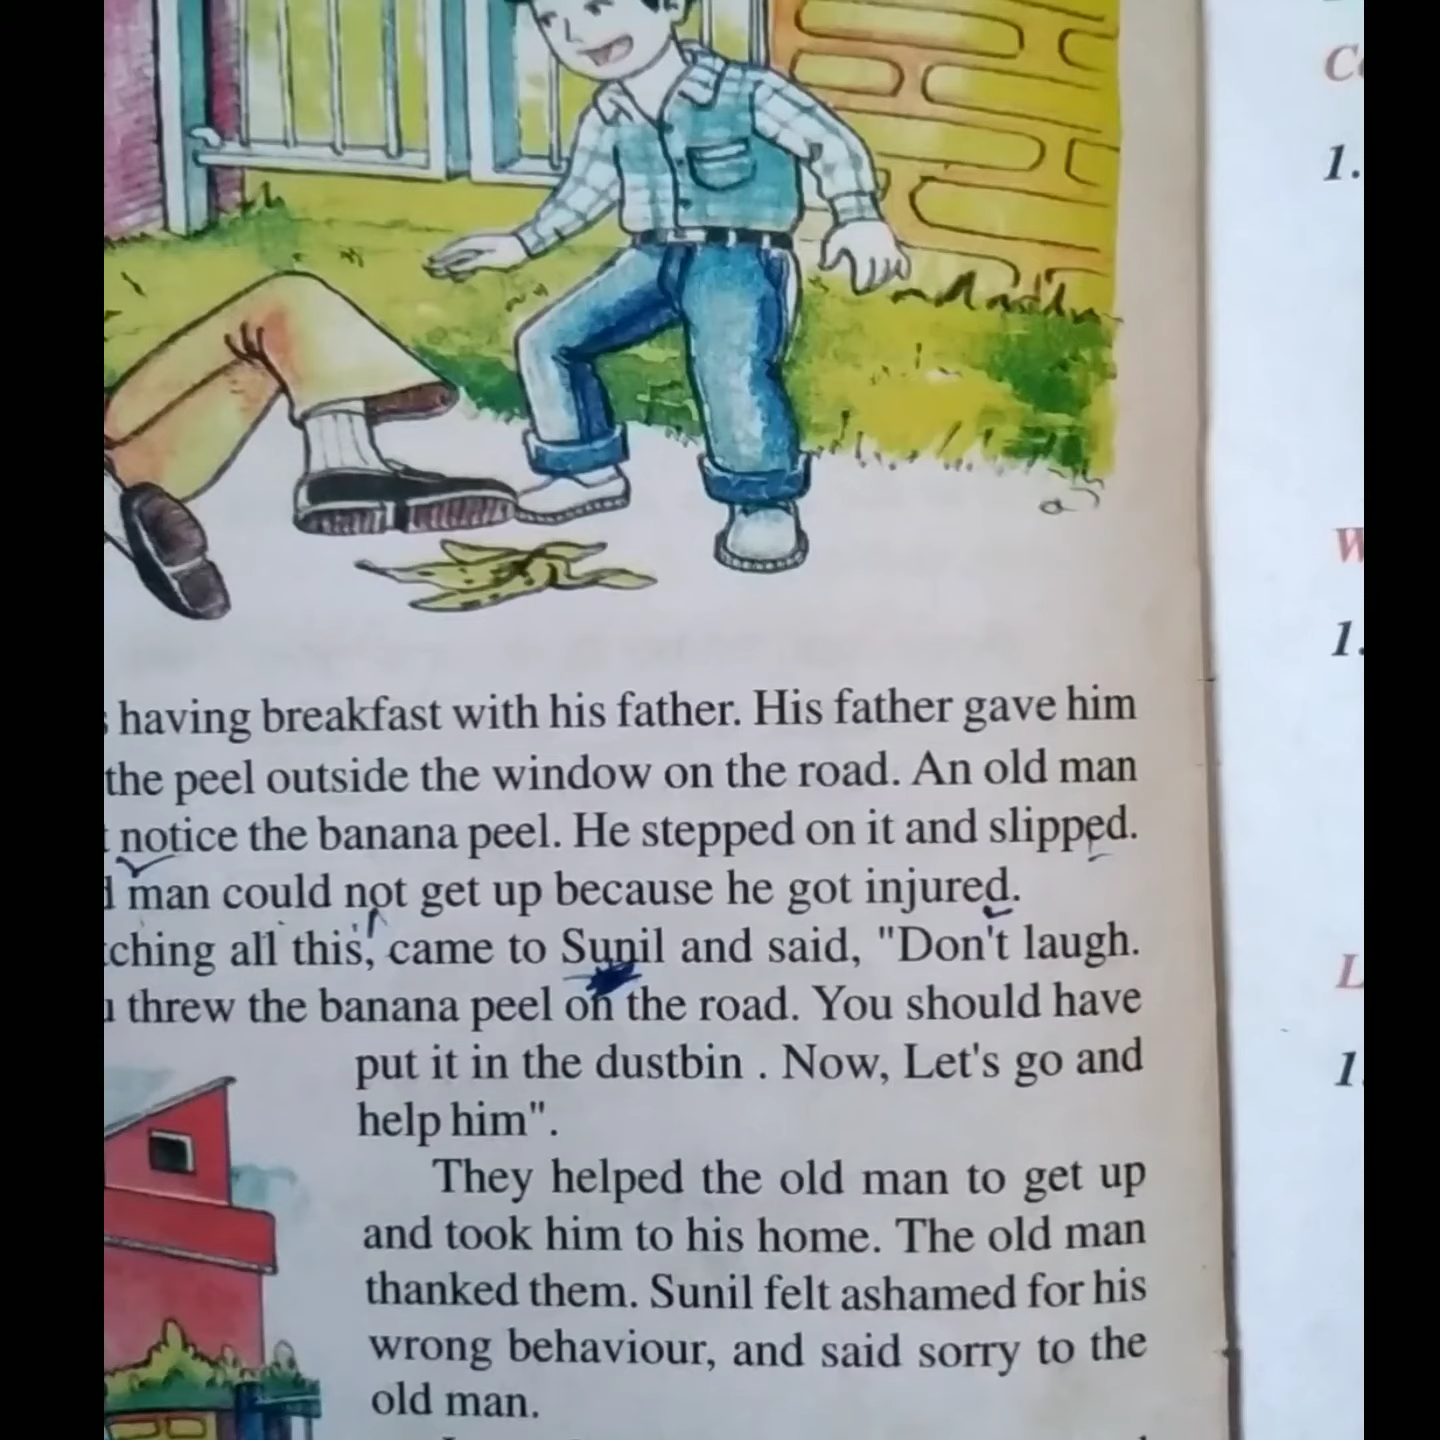 having breakfast with his father. His father gave him
the peel outside the window on the road. An old man
notice the banana peel. He stepped on it and slipped.
man could not get up because he got injured.
ching all this, came to Sunil and said, "Don't laugh.
threw the banana peel on the road. You should have
put it in the dustbin . Now, Let's go and
help him".
They helped the old man to get up
and took him to his home. The old man
thanked them. Sunil felt ashamed for his
wrong behaviour, and said sorry to the
old man.
1.
W
1.
L
1.